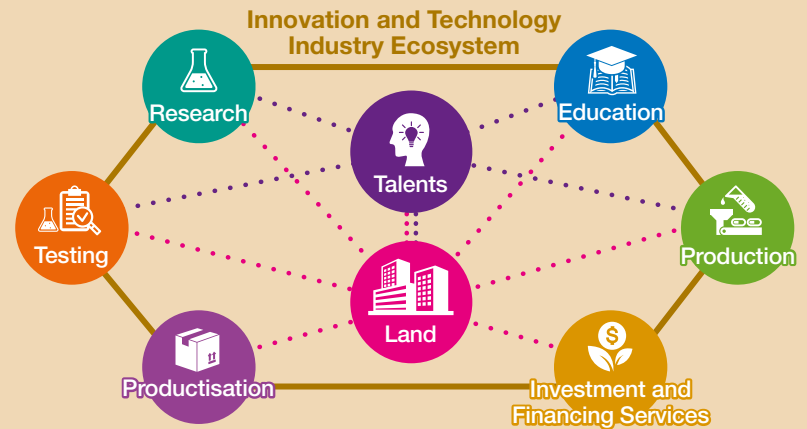 Innovation and Technology
Industry Ecosystem
Research
Education
Talents
Testing
Production
Land
Productisation
Investment and
Financing Services